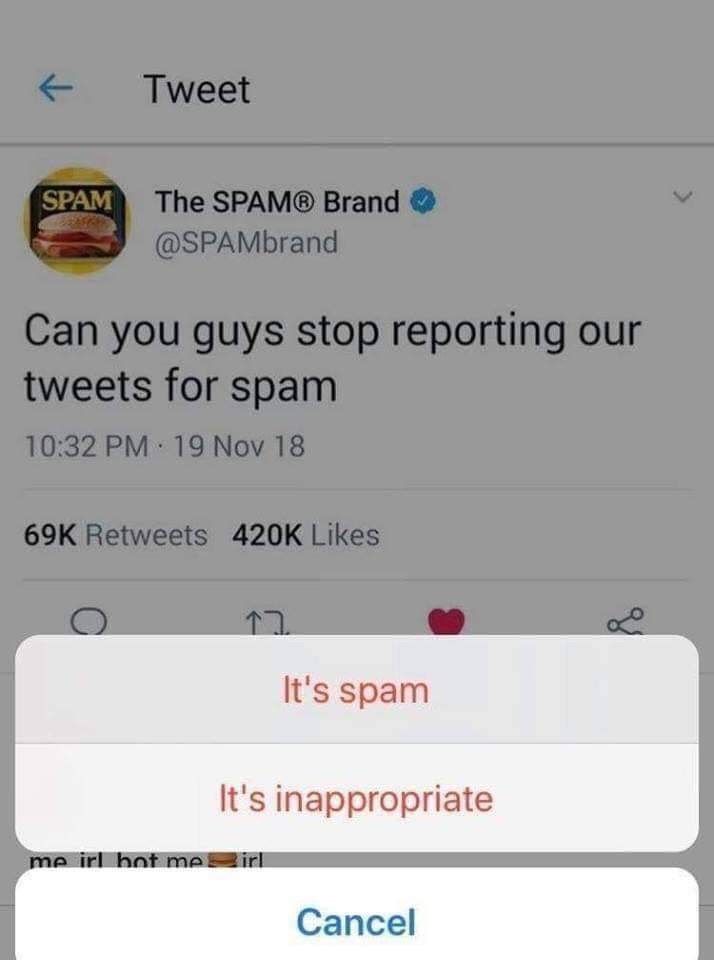 Tweet
SPAM
The SPAM® Brand
@SPAMbrand
Can you guys stop reporting our
tweets for spam
10:32 PM · 19 Nov 18
69K Retweets 420K Likes
It's spam
It's inappropriate
me irl bot me🍔irl
Cancel